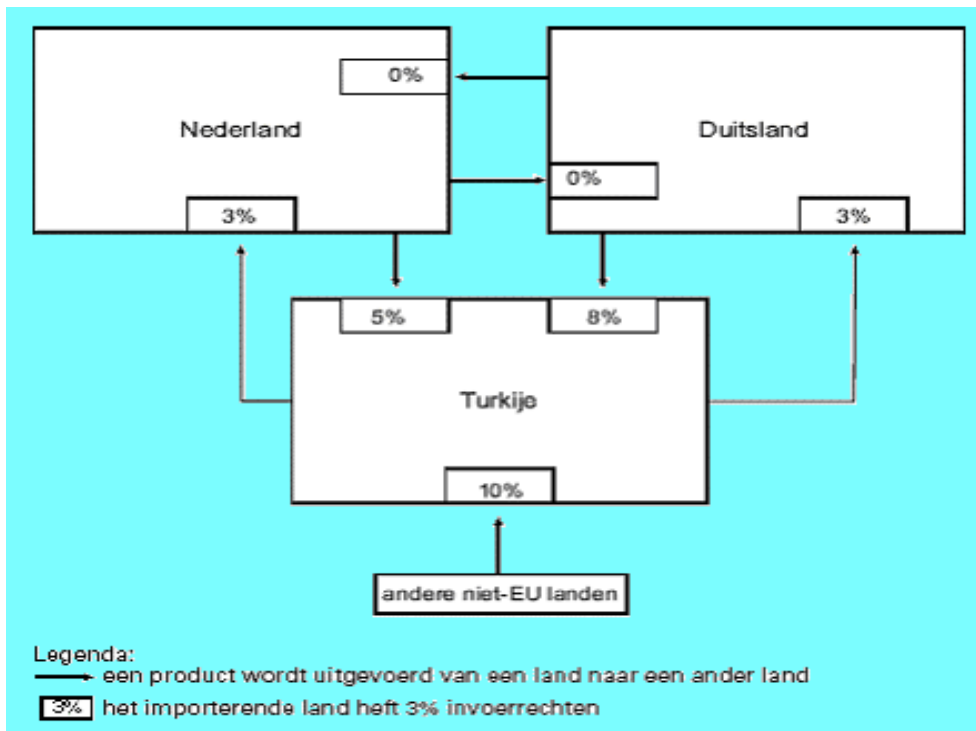 0%
Nederland
Duitsland
0%
3%
3%
5%
8%
Turkije
10%
andere niet-EU landen
Legenda:
een product wordt uitgevoerd van een land naar een ander land
3% het importerende land heft 3% invoerrechten